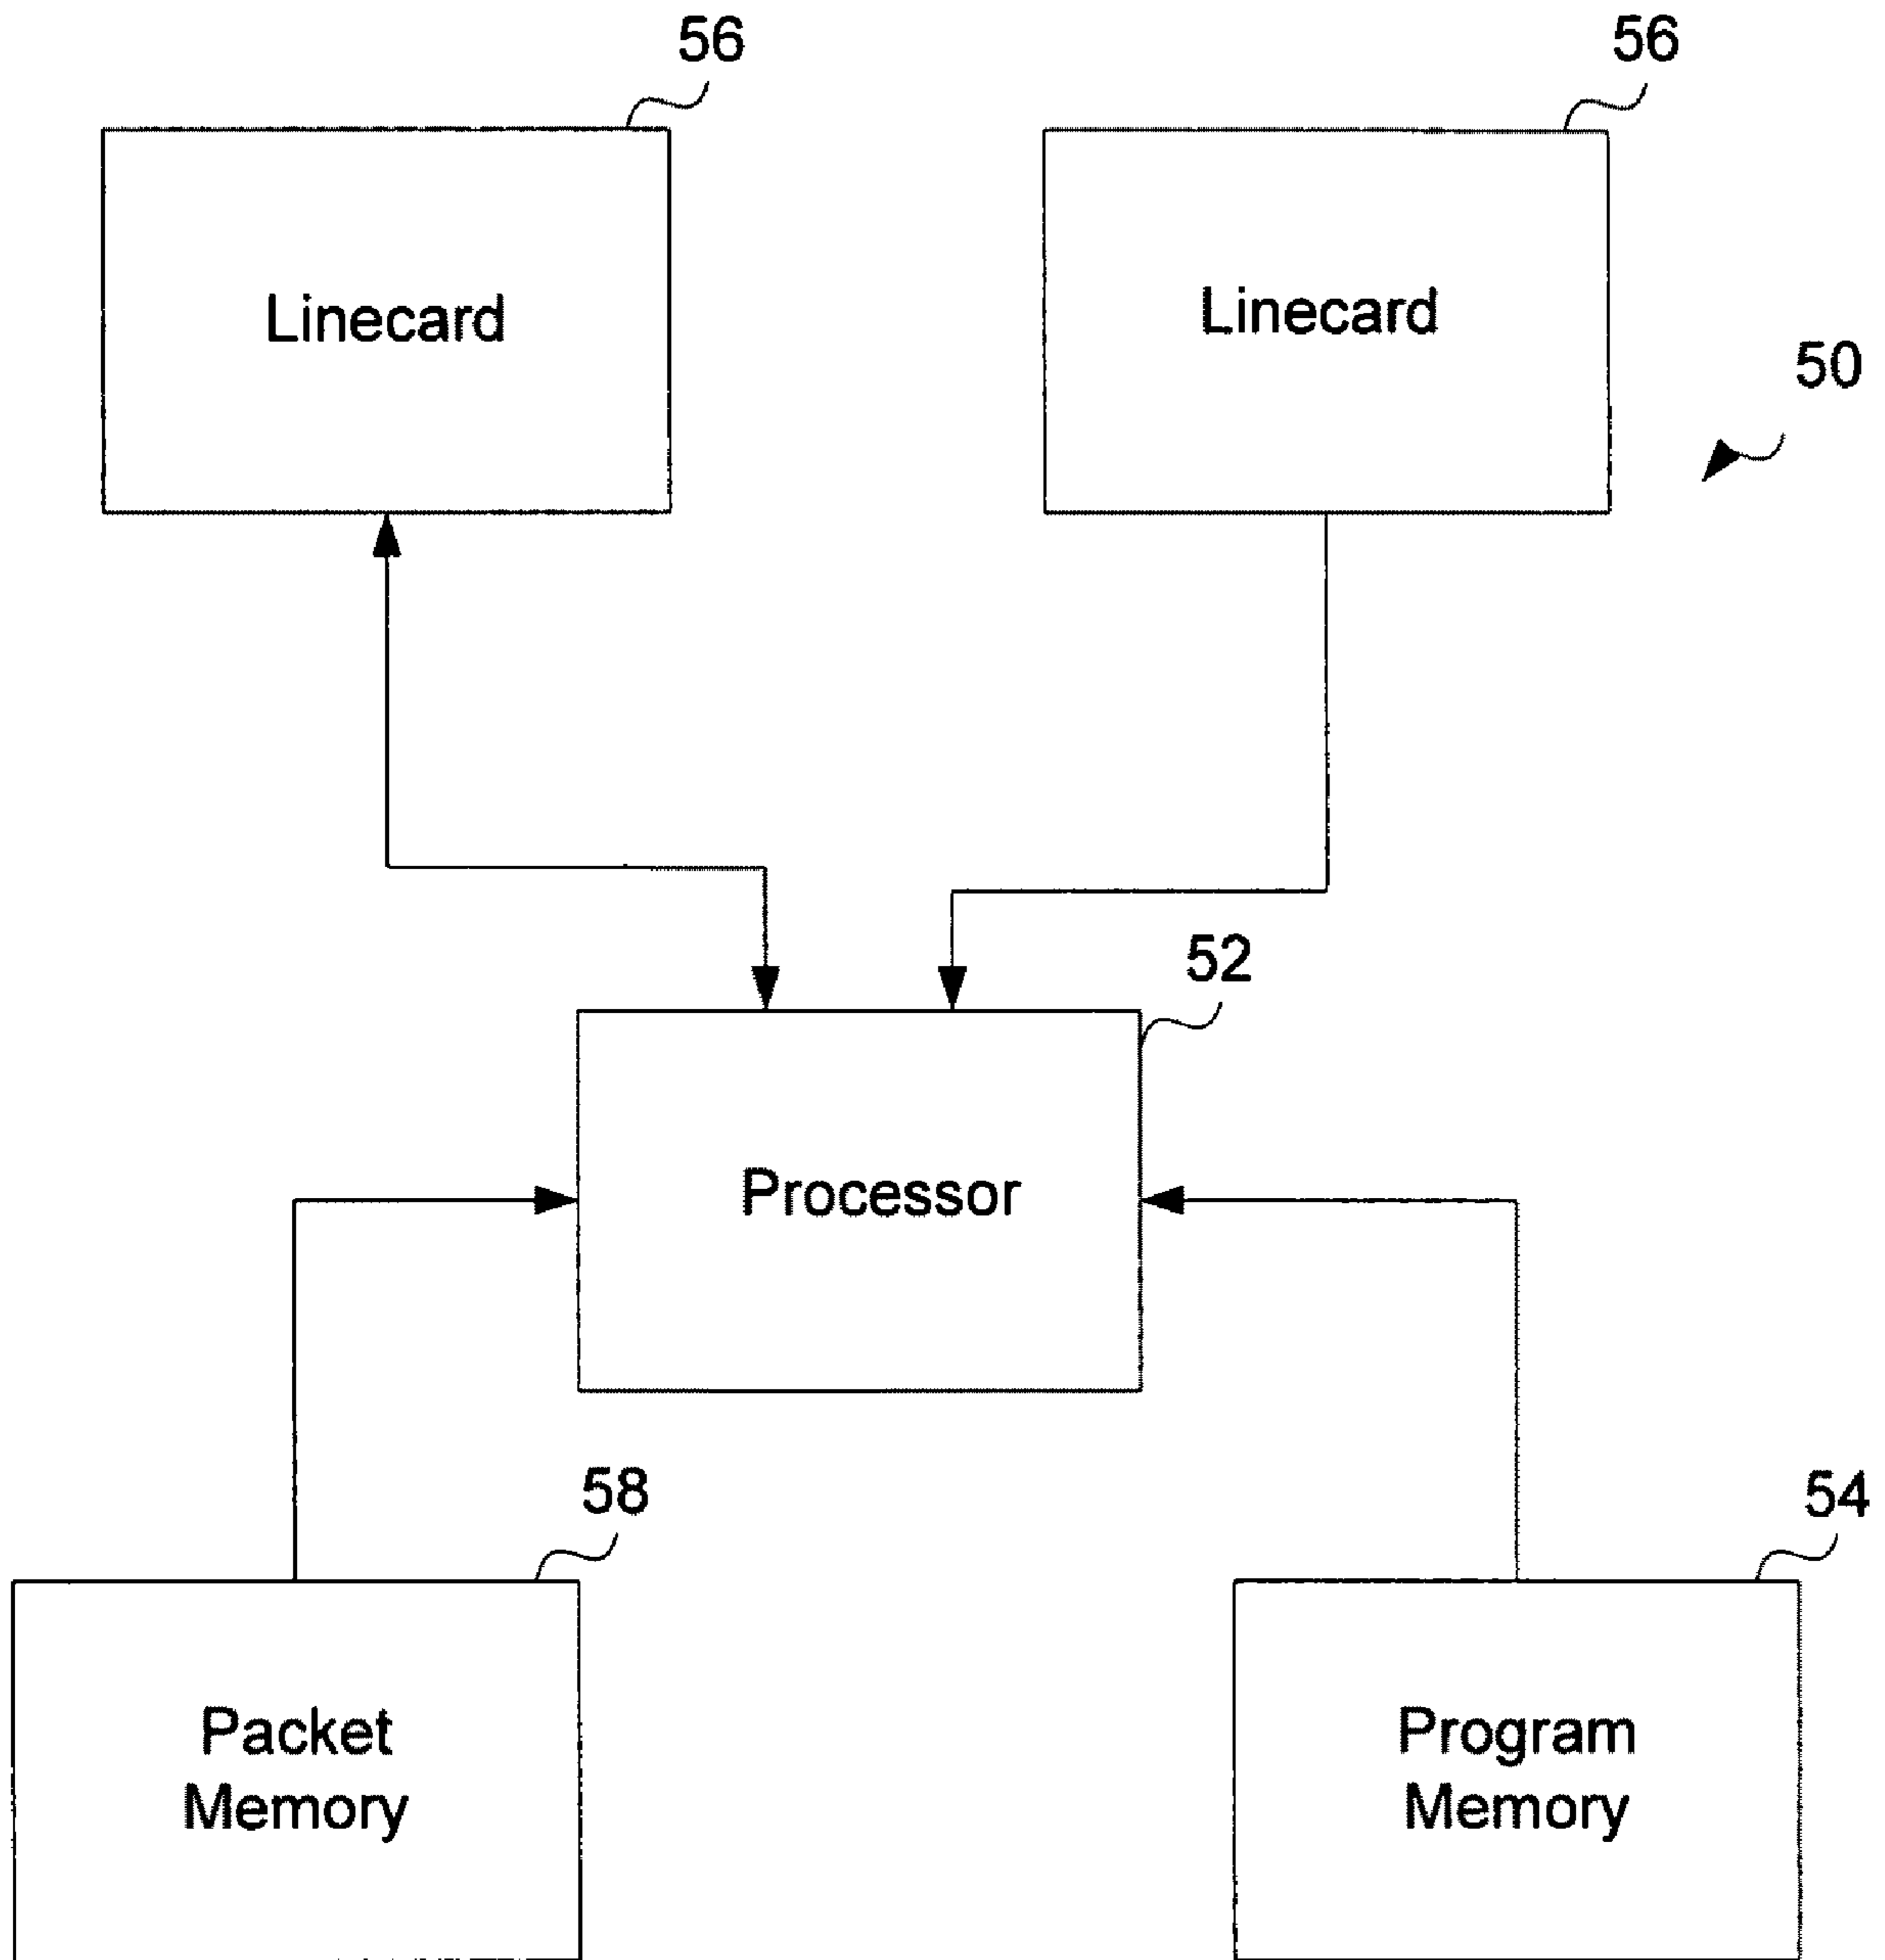 56
56
Linecard
Linecard
50
52
Processor
58
54
Packet
Memory
Program
Memory